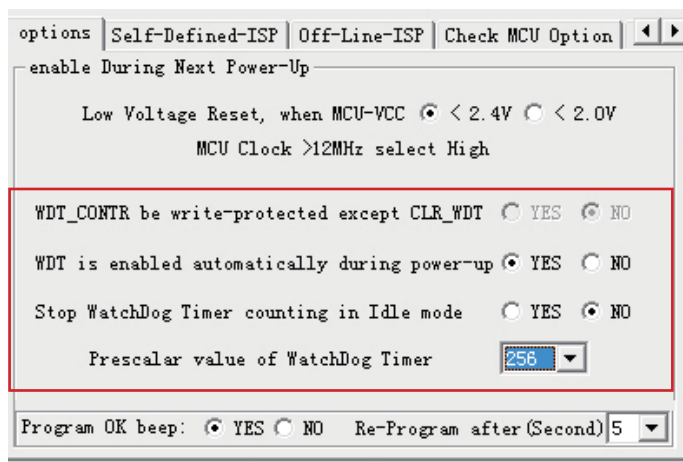 options Self-Defined-ISP Off-Line-ISP Check MCU Option
enable During Next Power-Up
Low Voltage Reset, when MCU-VCC < 2.4V < 2.0V
MCU Clock >12MHz select High
WDT_CONTR be write-protected except CLR_WDT YES NO
WDT is enabled automatically during power-up YES NO
Stop WatchDog Timer counting in Idle mode YES NO
Prescalar value of WatchDog Timer 256
Program OK beep: YES NO Re-Program after(Second) 5